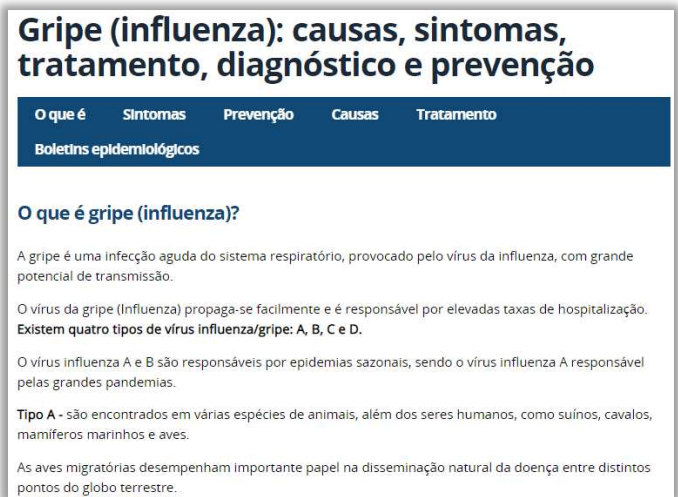 Gripe (influenza): causas, sintomas,
tratamento, diagnóstico e prevenção
O que é Sintomas Prevenção Causas Tratamento
Boletins epidemiológicos
O que é gripe (influenza)?
A gripe é uma infecção aguda do sistema respiratório, provocado pelo vírus da influenza, com grande
potencial de transmissão.
O vírus da gripe (Influenza) propaga-se facilmente e é responsável por elevadas taxas de hospitalização.
Existem quatro tipos de vírus influenza/gripe: A, B, C e D.
O vírus influenza A e B são responsáveis por epidemias sazonais, sendo o vírus influenza A responsável
pelas grandes pandemias.
Tipo A - são encontrados em várias espécies de animais, além dos seres humanos, como suínos, cavalos,
mamíferos marinhos e aves.
As aves migratórias desempenham importante papel na disseminação natural da doença entre distintos
pontos do globo terrestre.